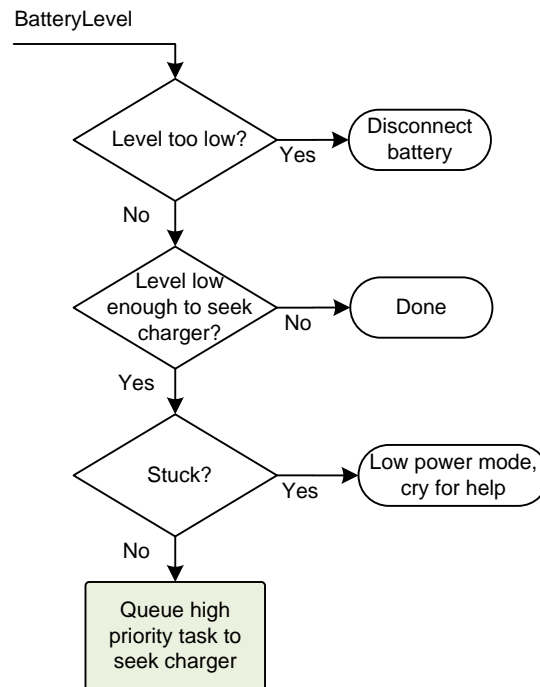 BatteryLevel
Level too low?
Yes
Disconnect
battery
No
Level low
enough to seek
charger?
No
Done
Yes
Stuck?
Yes
Low power mode,
cry for help
No
Queue high
priority task to
seek charger